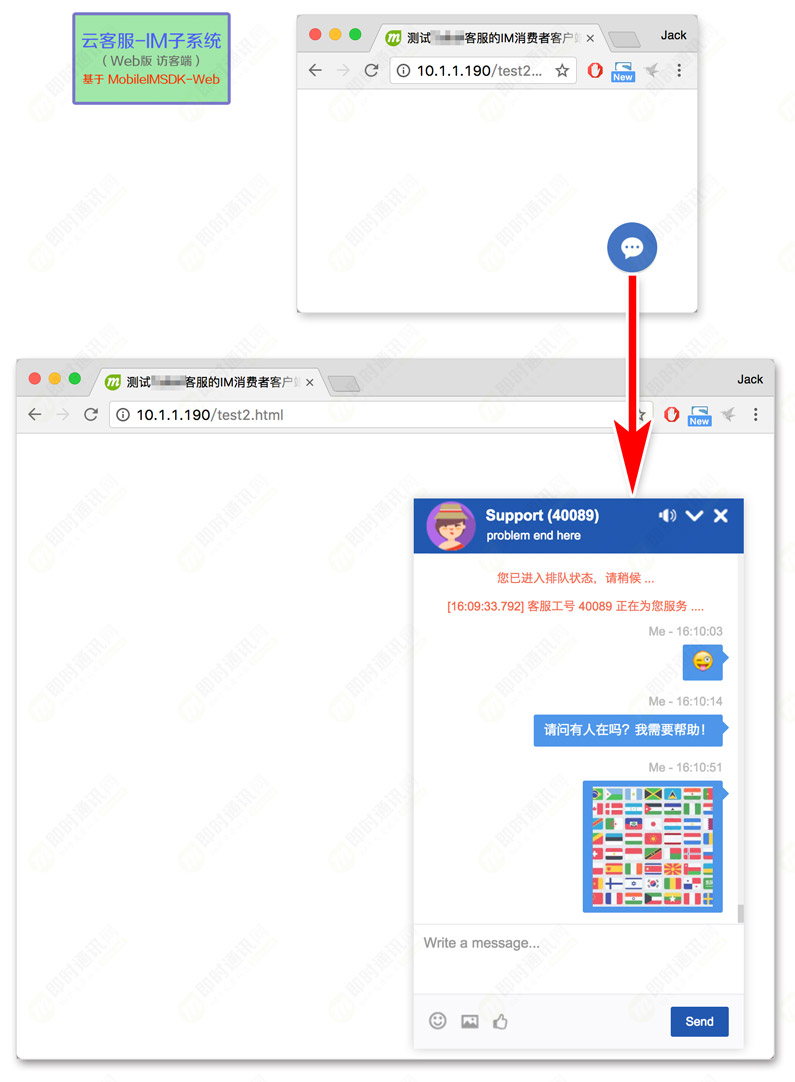 云客服-IM子系统
（Web版 访客端）
基于 MobileIMSDK-Web
测试
客服的IM消费者客户
Jack
10.1.1.190/test2...
New
测试
客服的IM消费者客户
Jack
10.1.1.190/test2.html
New
Support (40089)
problem end here
您已进入排队状态，请稍候 ...
[16:09:33.792] 客服工号 40089 正在为您服务 ....
Me - 16:10:03
Me - 16:10:14
请问有人在吗？我需要帮助！
Me - 16:10:51
Write a message...
Send
即时通讯网